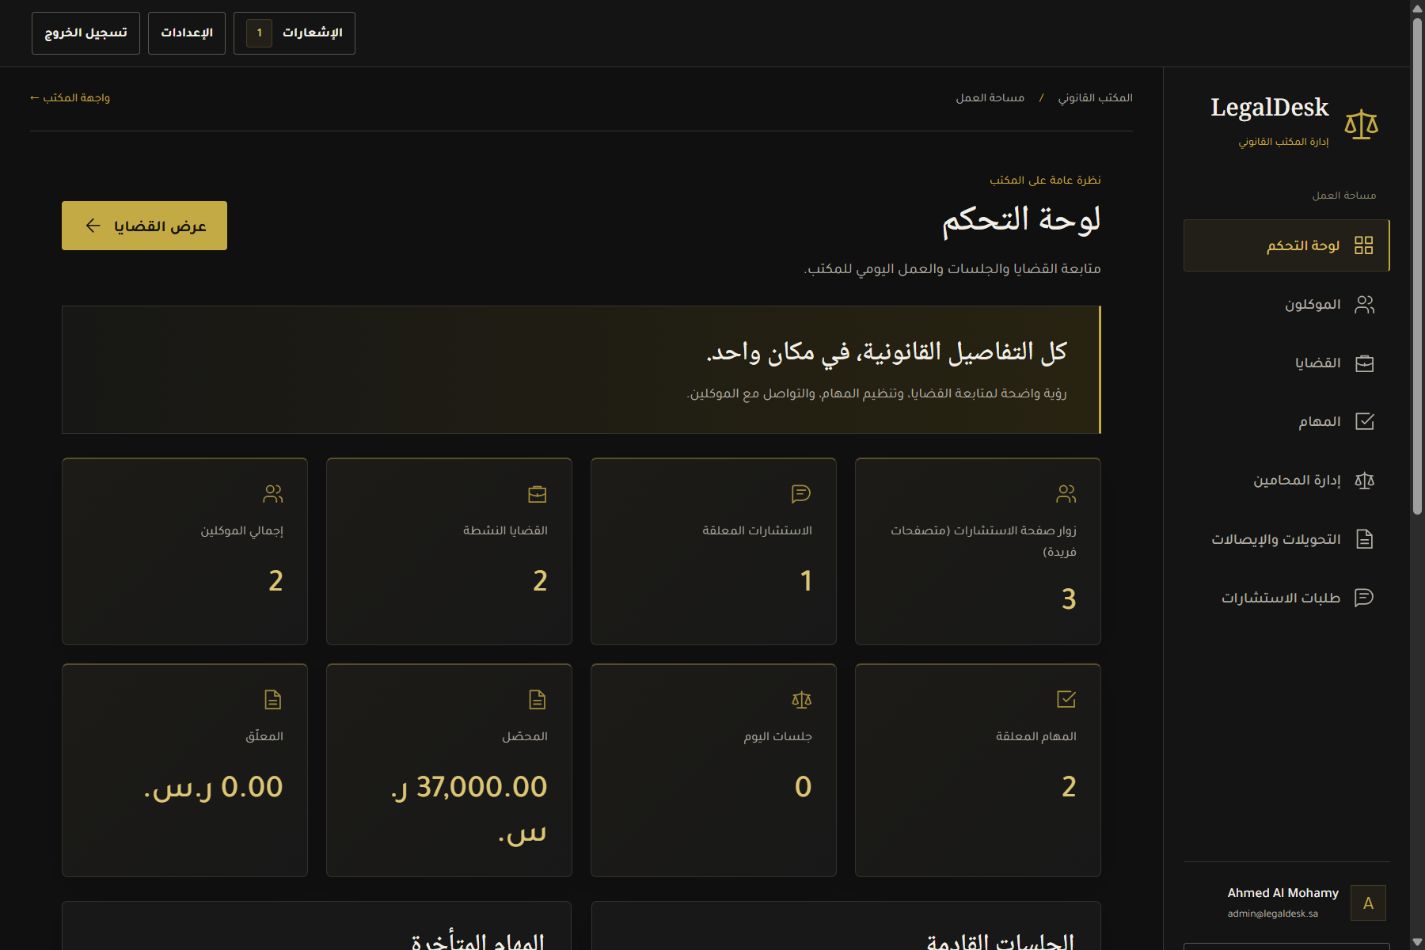 الإشعارات 1
الإعدادات
تسجيل الخروج
LegalDesk
إدارة المكتب القانوني
مساحة العمل
لوحة التحكم
الموكلون
القضايا
المهام
إدارة المحامين
التحويلات والإيصالات
طلبات الاستشارات
Ahmed Al Mohamy
admin@legaldesk.sa
A
المكتب القانوني / مساحة العمل
واجهة المكتب ←
نظرة عامة على المكتب
لوحة التحكم
متابعة القضايا والجلسات والعمل اليومي للمكتب.
عرض القضايا ←
كل التفاصيل القانونية، في مكان واحد.
رؤية واضحة لمتابعة القضايا، وتنظيم المهام، والتواصل مع الموكلين.
زوار صفحة الاستشارات (متصفحات
فريدة)
3
الاستشارات المعلقة
1
القضايا النشطة
2
إجمالي الموكلين
2
المهام المعلقة
2
جلسات اليوم
0
المحصّل
37,000.00 ر.
س.
المعلّق
0.00 ر.س.
الجلسات القادمة
المهام المتأخرة